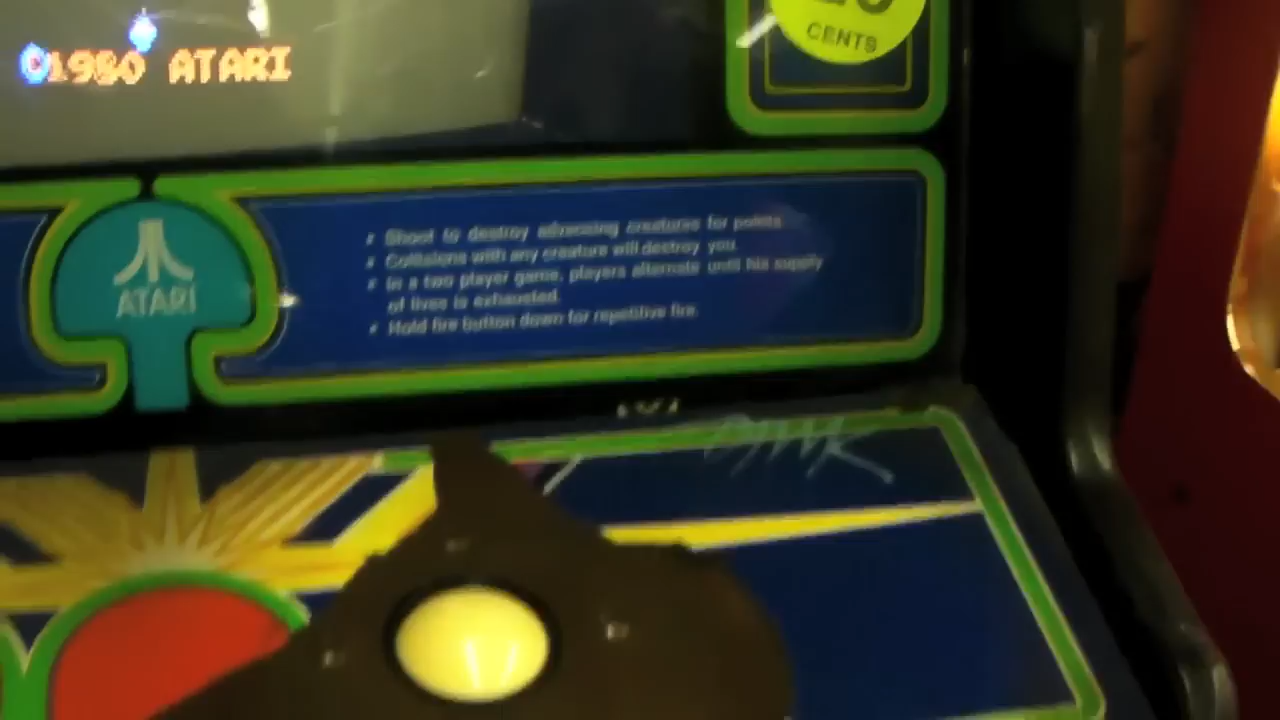 ©1980 ATARI
CENTS
ATARI
Shoot to destroy advancing creatures for points.
Collisions with any creature will destroy you.
In a two player game, players alternate until his supply
of lives is exhausted.
Hold fire button down for repetitive fire.